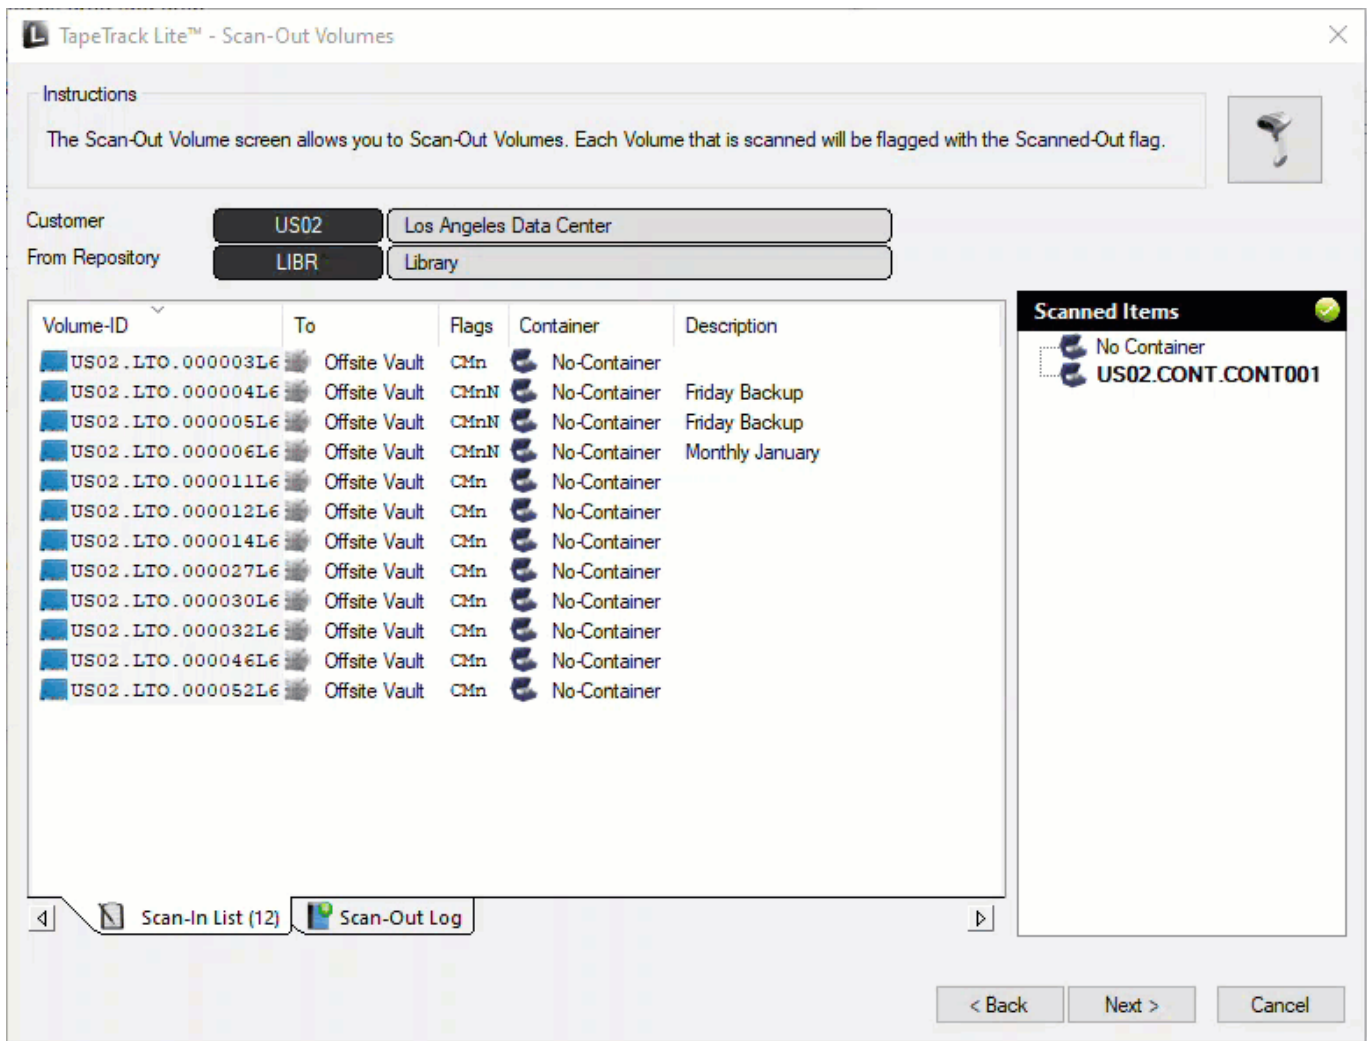 TapeTrack Lite™ - Scan-Out Volumes
Instructions
The Scan-Out Volume screen allows you to Scan-Out Volumes. Each Volume that is scanned will be flagged with the Scanned-Out flag.
Customer US02 Los Angeles Data Center
From Repository LIBR Library
Volume-ID To Flags Container Description
US02.LTO.000003L6 Offsite Vault CMn No-Container
US02.LTO.000004L6 Offsite Vault CMnN No-Container Friday Backup
US02.LTO.000005L6 Offsite Vault CMnN No-Container Friday Backup
US02.LTO.000006L6 Offsite Vault CMnN No-Container Monthly January
US02.LTO.000011L6 Offsite Vault CMn No-Container
US02.LTO.000012L6 Offsite Vault CMn No-Container
US02.LTO.000014L6 Offsite Vault CMn No-Container
US02.LTO.000027L6 Offsite Vault CMn No-Container
US02.LTO.000030L6 Offsite Vault CMn No-Container
US02.LTO.000032L6 Offsite Vault CMn No-Container
US02.LTO.000046L6 Offsite Vault CMn No-Container
US02.LTO.000052L6 Offsite Vault CMn No-Container
Scan-In List (12) Scan-Out Log
Scanned Items
No Container
US02.CONT.CONT001
< Back Next > Cancel